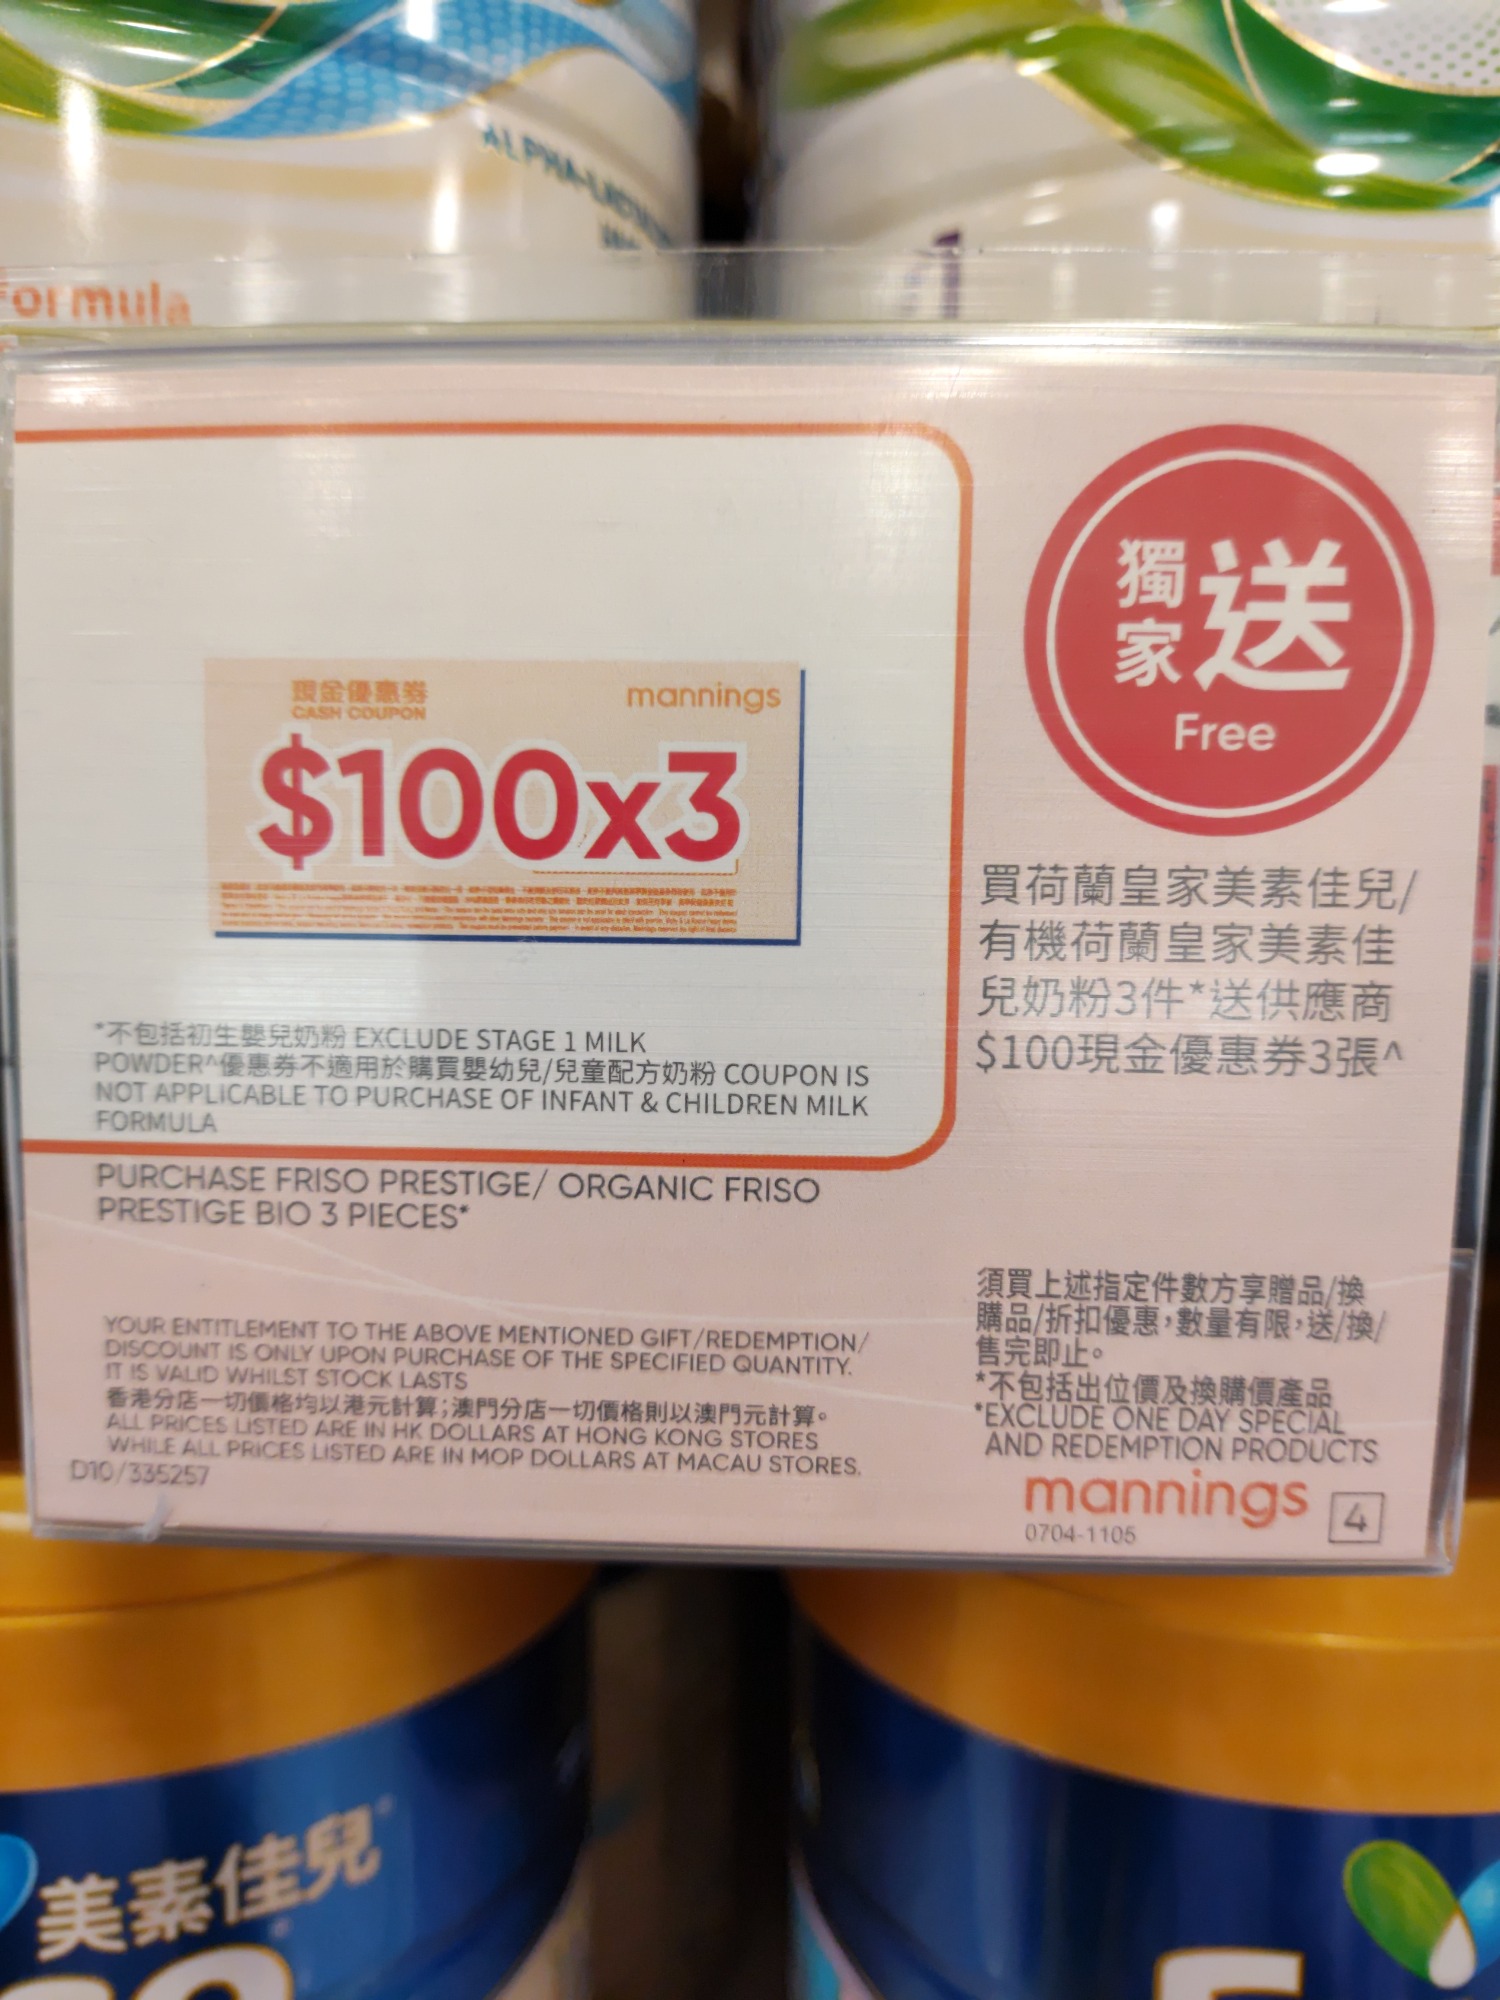 Formula
1
獨家送
Free
現金優惠券
CASH COUPON
mannings
$100x3
買荷蘭皇家美素佳兒/
有機荷蘭皇家美素佳
兒奶粉3件*送供應商
$100現金優惠券3張^
*不包括初生嬰兒奶粉 EXCLUDE STAGE 1 MILK
POWDER^優惠券不適用於購買嬰幼兒/兒童配方奶粉 COUPON IS
NOT APPLICABLE TO PURCHASE OF INFANT & CHILDREN MILK
FORMULA
PURCHASE FRISO PRESTIGE/ ORGANIC FRISO
PRESTIGE BIO 3 PIECES*
YOUR ENTITLEMENT TO THE ABOVE MENTIONED GIFT/REDEMPTION/
DISCOUNT IS ONLY UPON PURCHASE OF THE SPECIFIED QUANTITY.
IT IS VALID WHILST STOCK LASTS
香港分店一切價格均以港元計算;澳門分店一切價格則以澳門元計算。
ALL PRICES LISTED ARE IN HK DOLLARS AT HONG KONG STORES
WHILE ALL PRICES LISTED ARE IN MOP DOLLARS AT MACAU STORES.
D10/335257
須買上述指定件數方享贈品/換
購品/折扣優惠，數量有限，送/換/
售完即止。
*不包括出位價及換購價產品
*EXCLUDE ONE DAY SPECIAL
AND REDEMPTION PRODUCTS
mannings
4
0704-1105
美素佳兒